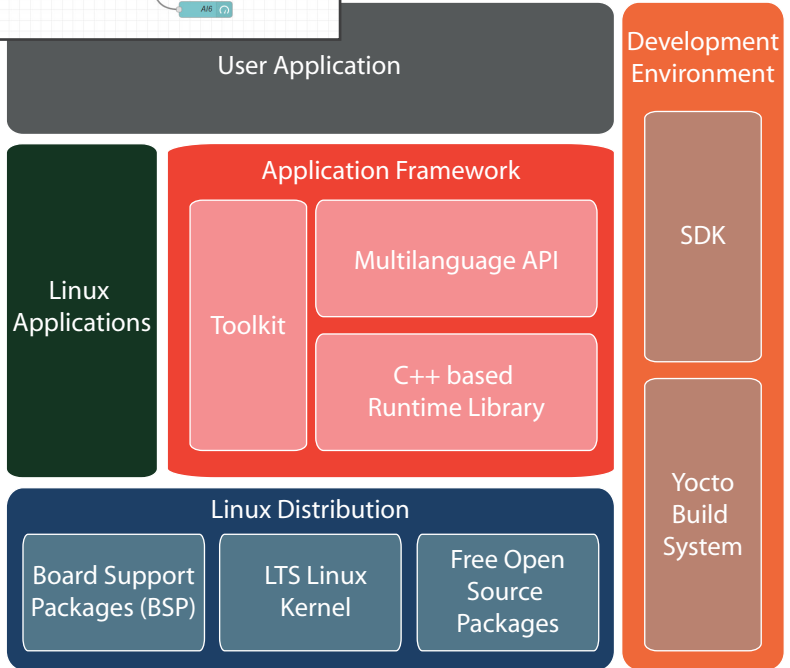 AI6
User Application
Development
Environment
Application Framework
SDK
Multilanguage API
Linux
Applications
Toolkit
C++ based
Runtime Library
Yocto
Build
System
Linux Distribution
Board Support
Packages (BSP)
LTS Linux
Kernel
Free Open
Source
Packages